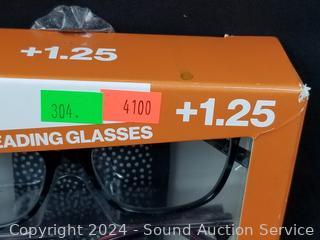 +1.25
304.
4100
+1.25
EADING GLASSES
Copyright 2024 - Sound Auction Service